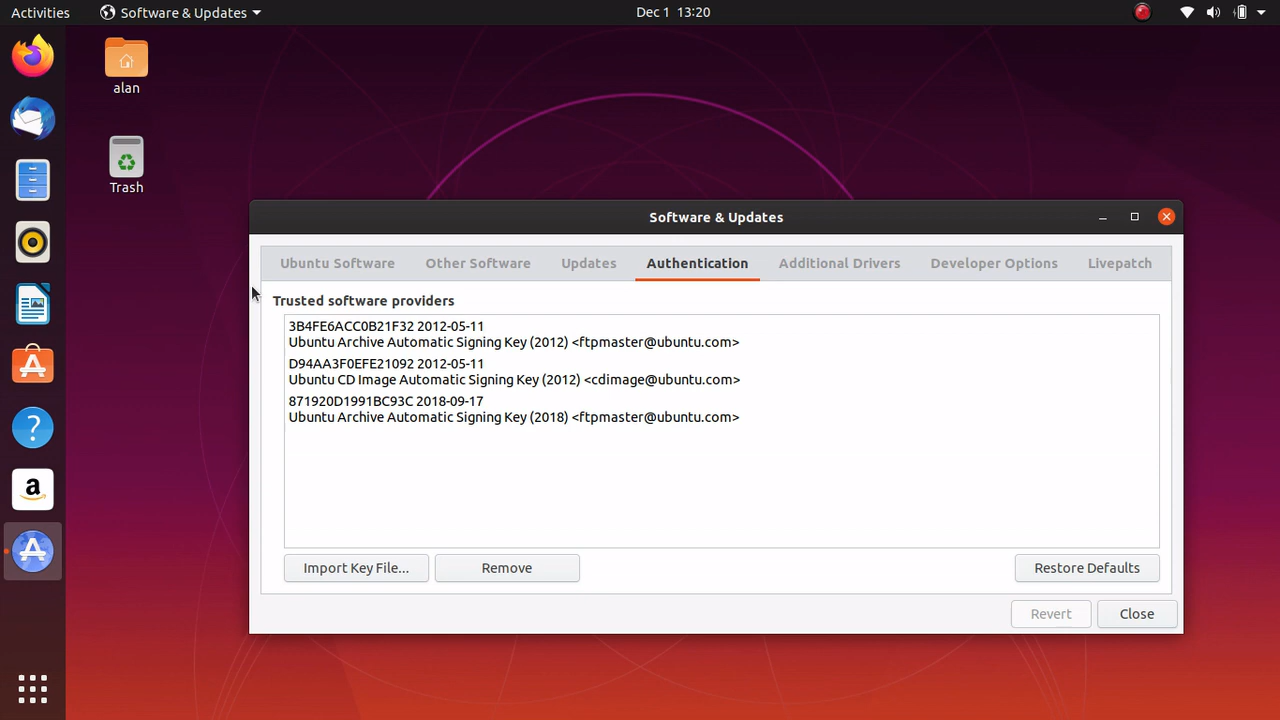 Activities
Software & Updates
Dec 1 13:20
alan
Trash
Software & Updates
Ubuntu Software
Other Software
Updates
Authentication
Additional Drivers
Developer Options
Livepatch
Trusted software providers
3B4FE6ACC0B21F32 2012-05-11
Ubuntu Archive Automatic Signing Key (2012) <ftpmaster@ubuntu.com>
D94AA3F0EFE21092 2012-05-11
Ubuntu CD Image Automatic Signing Key (2012) <cdimage@ubuntu.com>
871920D1991BC93C 2018-09-17
Ubuntu Archive Automatic Signing Key (2018) <ftpmaster@ubuntu.com>
Import Key File...
Remove
Restore Defaults
Revert
Close
?
a